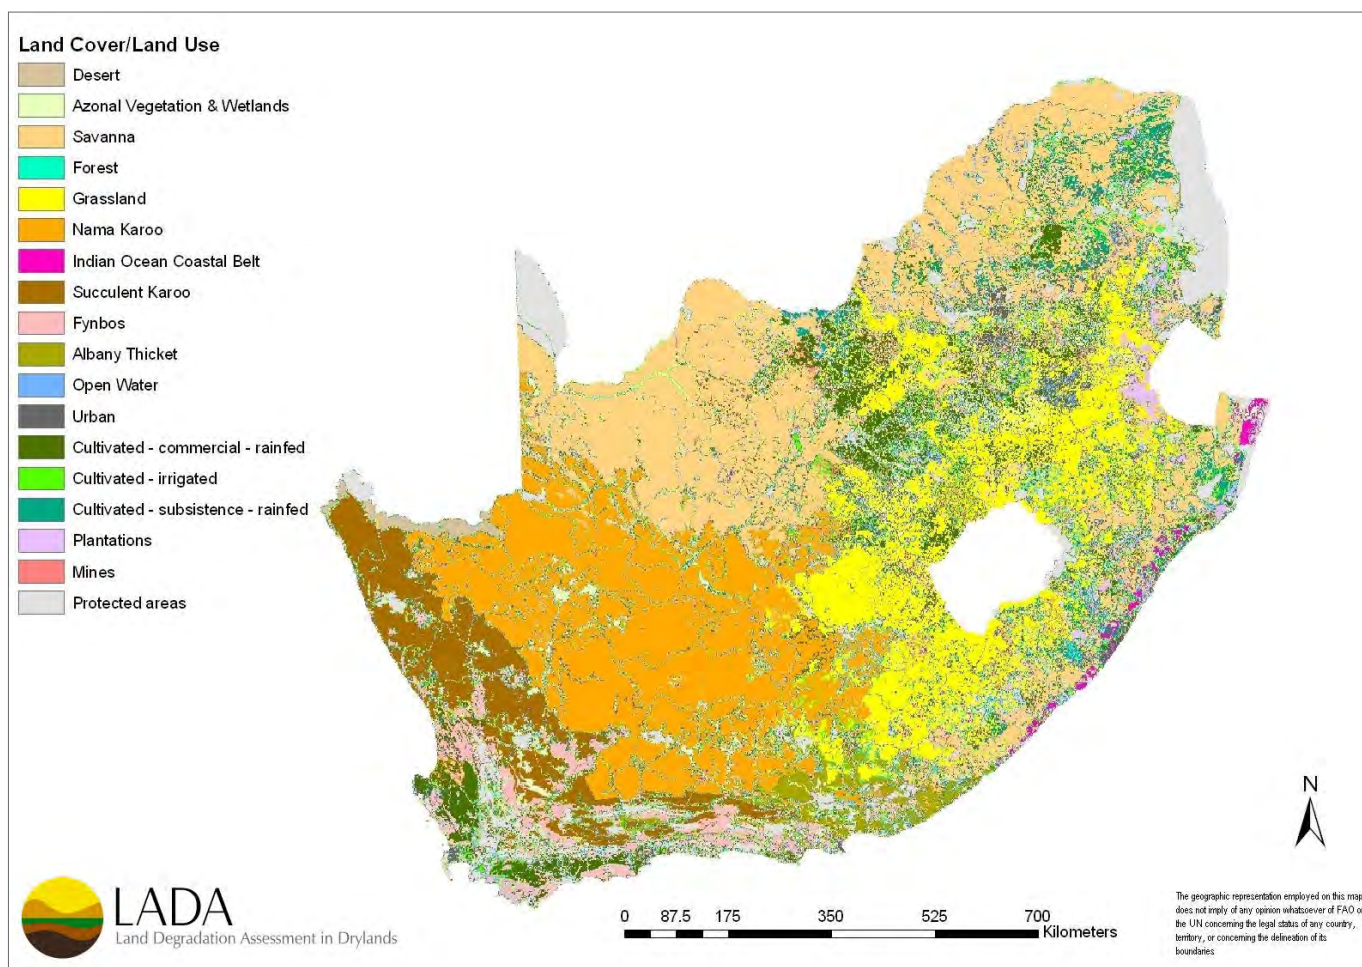 Land Cover/Land Use
Desert
Azonal Vegetation & Wetlands
Savanna
Forest
Grassland
Nama Karoo
Indian Ocean Coastal Belt
Succulent Karoo
Fynbos
Albany Thicket
Open Water
Urban
Cultivated - commercial - rainfed
Cultivated - irrigated
Cultivated - subsistence - rainfed
Plantations
Mines
Protected areas
N
LADA
Land Degradation Assessment in Drylands
0 87.5 175 350 525 700
Kilometers
The geographic representation employed on this map
does not imply of any opinion whatsoever of FAO o
the UN concerning the legal status of any country,
territory, or concerning the delineation of its
boundaries